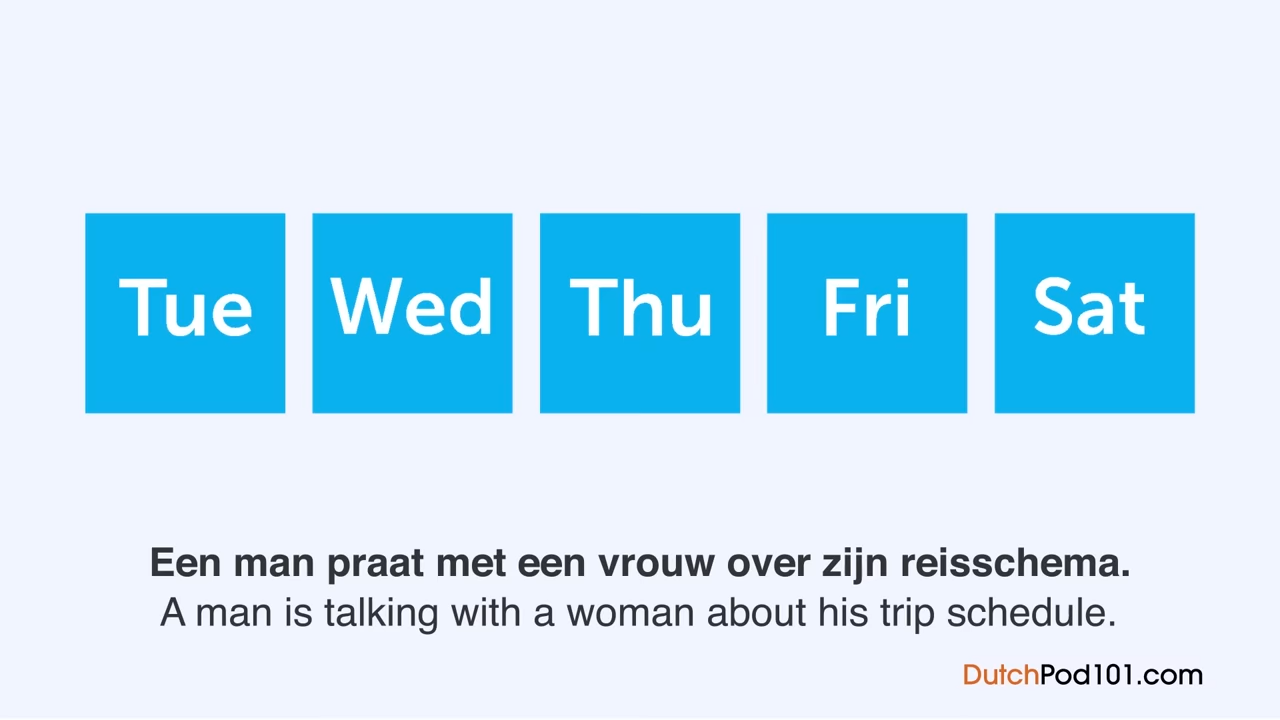 Tue Wed Thu Fri Sat
Een man praat met een vrouw over zijn reisschema.
A man is talking with a woman about his trip schedule.
DutchPod101.com